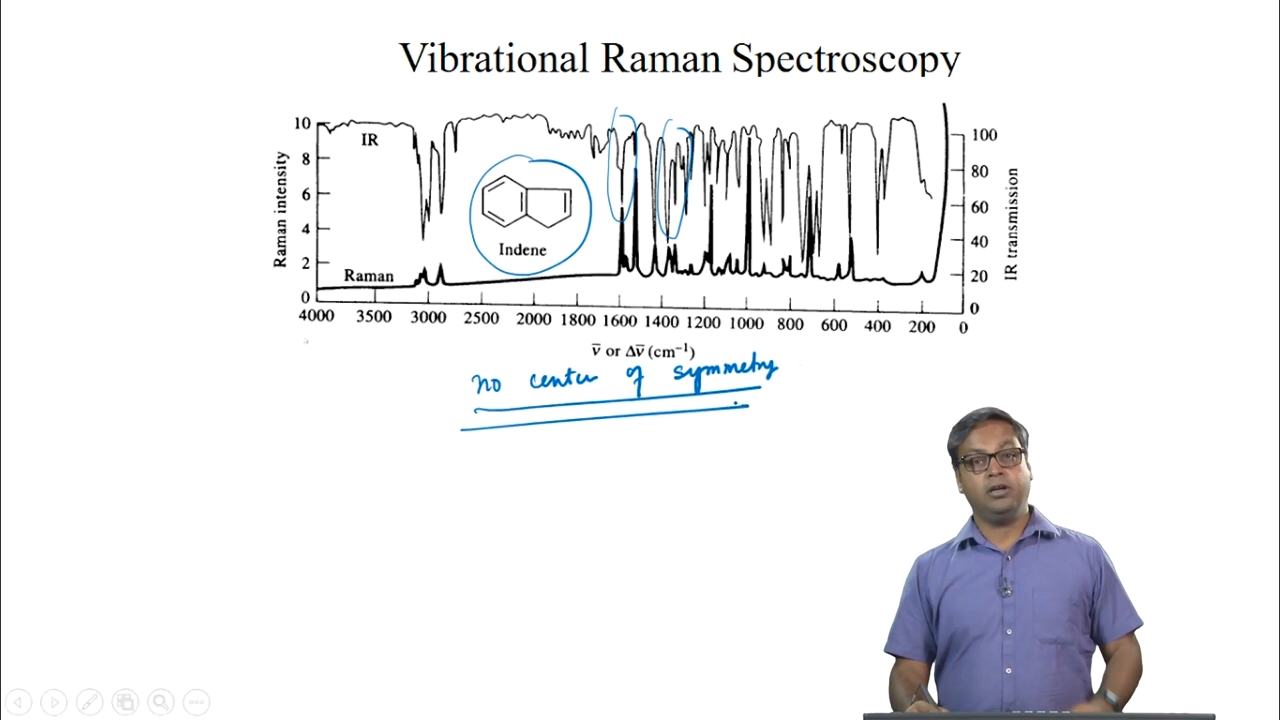 Vibrational Raman Spectroscopy
10
8
6
4
2
0
Raman intensity
IR
Raman
Indene
100
80
60
40
20
0
IR transmission
4000 3500 3000 2500 2000 1800 1600 1400 1200 1000 800 600 400 200 0
ν̅ or Δν̅ (cm⁻¹)
no center of symmetry